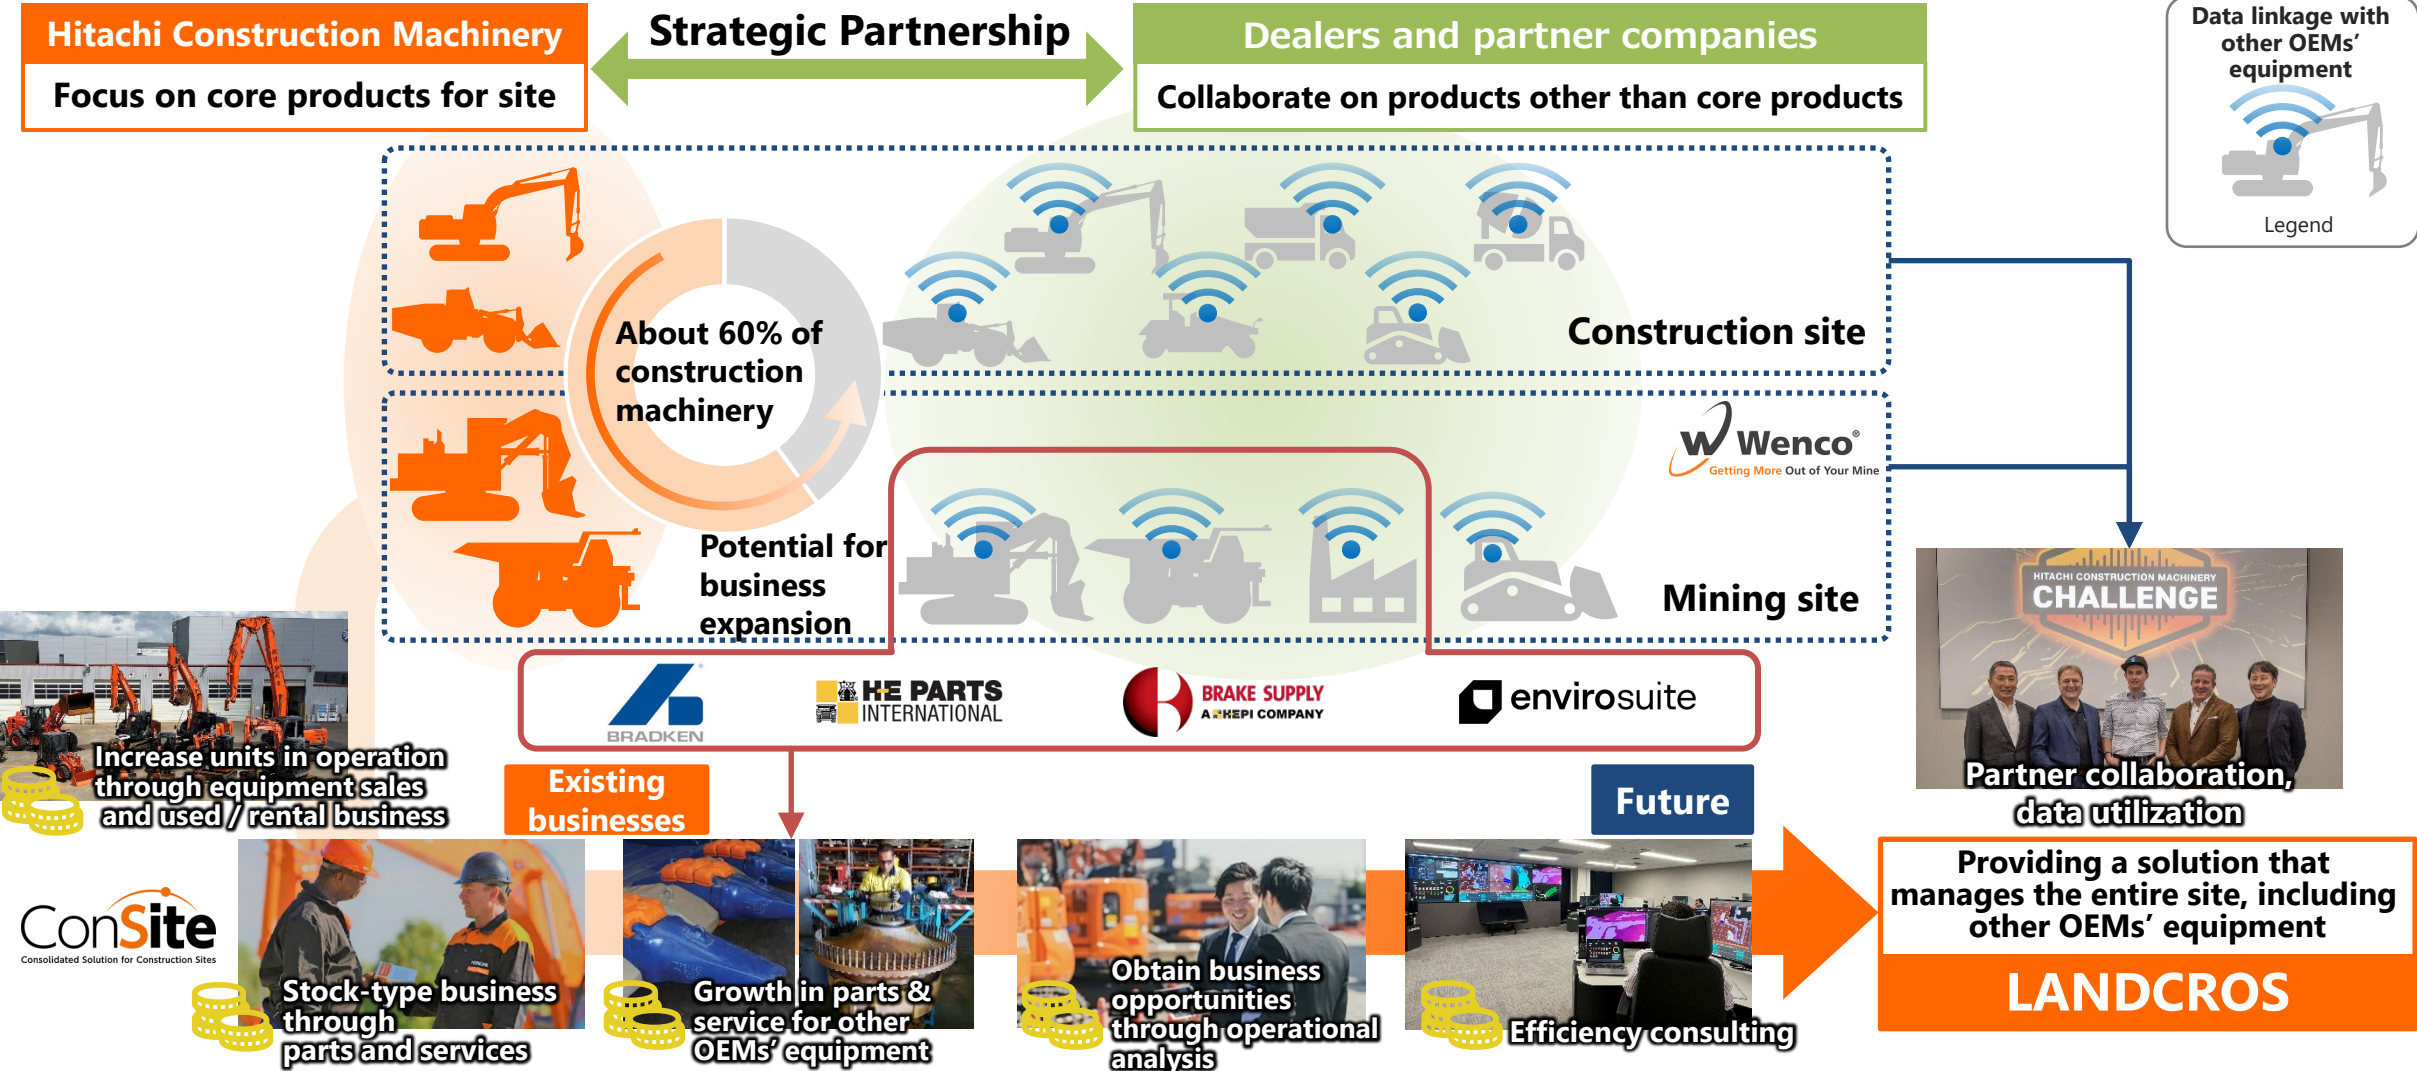 Hitachi Construction Machinery
Focus on core products for site
Strategic Partnership
Dealers and partner companies
Collaborate on products other than core products
Data linkage with
other OEMs’
equipment
Legend
About 60% of
construction
machinery
Construction site
Wenco®
Getting More Out of Your Mine
Potential for
business
expansion
Mining site
HITACHI CONSTRUCTION MACHINERY
CHALLENGE
BRADKEN
H-E PARTS
INTERNATIONAL
BRAKE SUPPLY
A HEPI COMPANY
envirosuite
Increase units in operation
through equipment sales
and used / rental business
Existing
businesses
Future
Partner collaboration,
data utilization
ConSite
Consolidated Solution for Construction Sites
Stock-type business
through
parts and services
Growth in parts &
service for other
OEMs’ equipment
Obtain business
opportunities
through operational
analysis
Efficiency consulting
Providing a solution that
manages the entire site, including
other OEMs’ equipment
LANDCROS